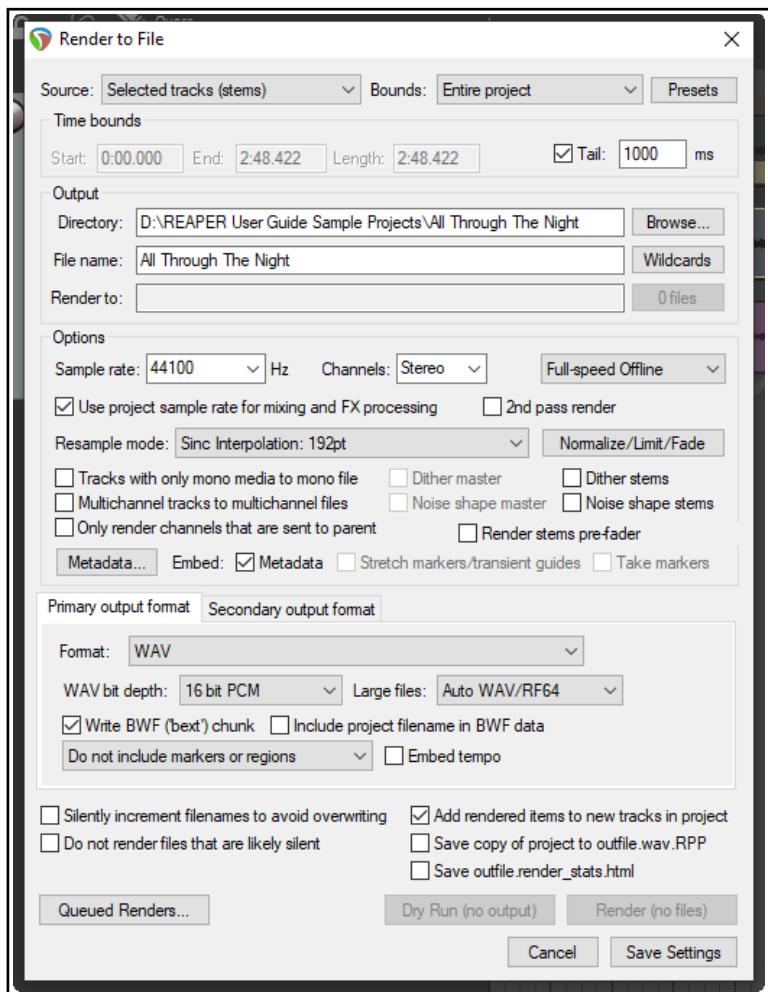 Render to File
Source: Selected tracks (stems) Bounds: Entire project Presets
Time bounds
Start: 0:00.000 End: 2:48.422 Length: 2:48.422 Tail: 1000 ms
Output
Directory: D:\REAPER User Guide Sample Projects\All Through The Night Browse...
File name: All Through The Night Wildcards
Render to: 0 files
Options
Sample rate: 44100 Hz Channels: Stereo Full-speed Offline
Use project sample rate for mixing and FX processing 2nd pass render
Resample mode: Sinc Interpolation: 192pt Normalize/Limit/Fade
Tracks with only mono media to mono file Dither master Dither stems
Multichannel tracks to multichannel files Noise shape master Noise shape stems
Only render channels that are sent to parent Render stems pre-fader
Metadata... Embed: Metadata Stretch markers/transient guides Take markers
Primary output format Secondary output format
Format: WAV
WAV bit depth: 16 bit PCM Large files: Auto WAV/RF64
Write BWF ('bext') chunk Include project filename in BWF data
Do not include markers or regions Embed tempo
Silently increment filenames to avoid overwriting Add rendered items to new tracks in project
Do not render files that are likely silent Save copy of project to outfile.wav.RPP
Save outfile.render_stats.html
Queued Renders... Dry Run (no output) Render (no files)
Cancel Save Settings